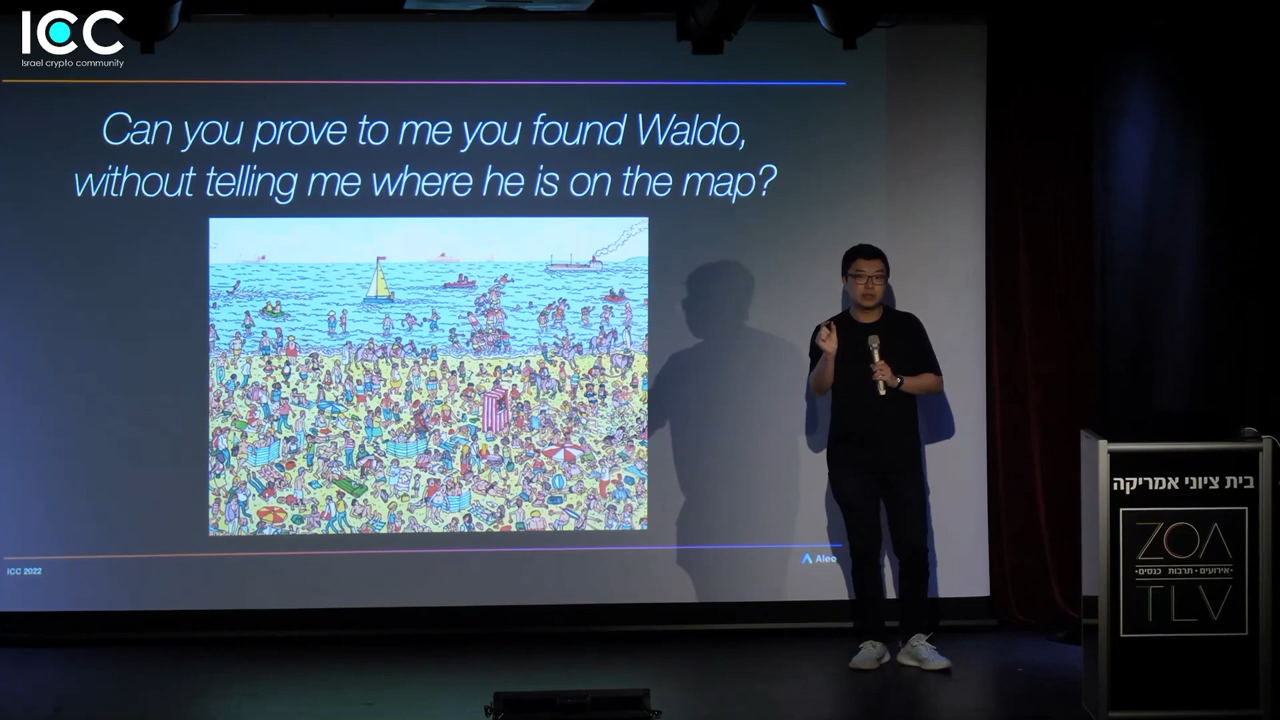 ICC
Israel crypto community
Can you prove to me you found Waldo,
without telling me where he is on the map?
ICC 2022
Aleo
בית ציוני אמריקה
ZOA
•אירועים • תרבות • כנסים•
TLV